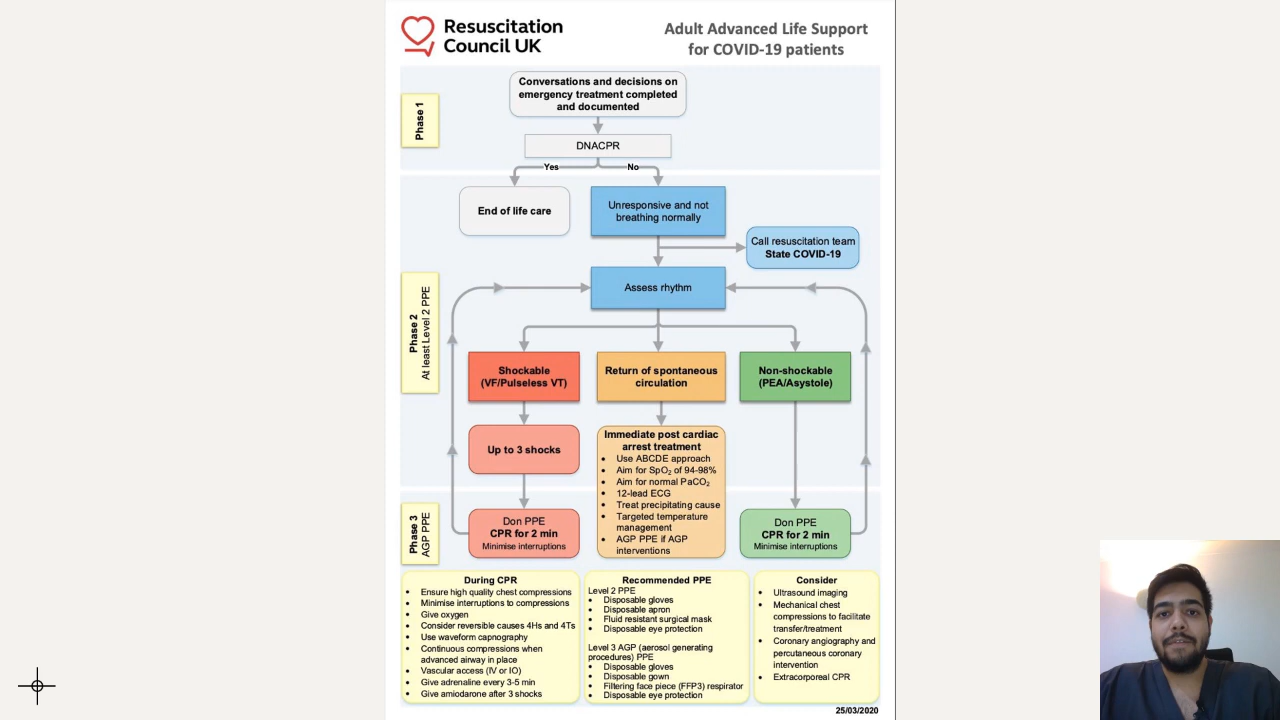 Resuscitation
Council UK
Adult Advanced Life Support
for COVID-19 patients
Phase 1
Conversations and decisions on
emergency treatment completed
and documented
DNACPR
Yes
No
End of life care
Unresponsive and not
breathing normally
Call resuscitation team
State COVID-19
Phase 2
At least Level 2 PPE
Assess rhythm
Shockable
(VF/Pulseless VT)
Return of spontaneous
circulation
Non-shockable
(PEA/Asystole)
Up to 3 shocks
Immediate post cardiac
arrest treatment
• Use ABCDE approach
• Aim for SpO₂ of 94-98%
• Aim for normal PaCO₂
• 12-lead ECG
• Treat precipitating cause
• Targeted temperature
management
• AGP PPE if AGP
interventions
Phase 3
AGP PPE
Don PPE
CPR for 2 min
Minimise interruptions
Don PPE
CPR for 2 min
Minimise interruptions
During CPR
• Ensure high quality chest compressions
• Minimise interruptions to compressions
• Give oxygen
• Consider reversible causes 4Hs and 4Ts
• Use waveform capnography
• Continuous compressions when
advanced airway in place
• Vascular access (IV or IO)
• Give adrenaline every 3-5 min
• Give amiodarone after 3 shocks
Recommended PPE
Level 2 PPE
• Disposable gloves
• Disposable apron
• Fluid resistant surgical mask
• Disposable eye protection
Level 3 AGP (aerosol generating
procedures) PPE
• Disposable gloves
• Disposable gown
• Filtering face piece (FFP3) respirator
• Disposable eye protection
Consider
• Ultrasound imaging
• Mechanical chest
compressions to facilitate
transfer/treatment
• Coronary angiography and
percutaneous coronary
intervention
• Extracorporeal CPR
25/03/2020